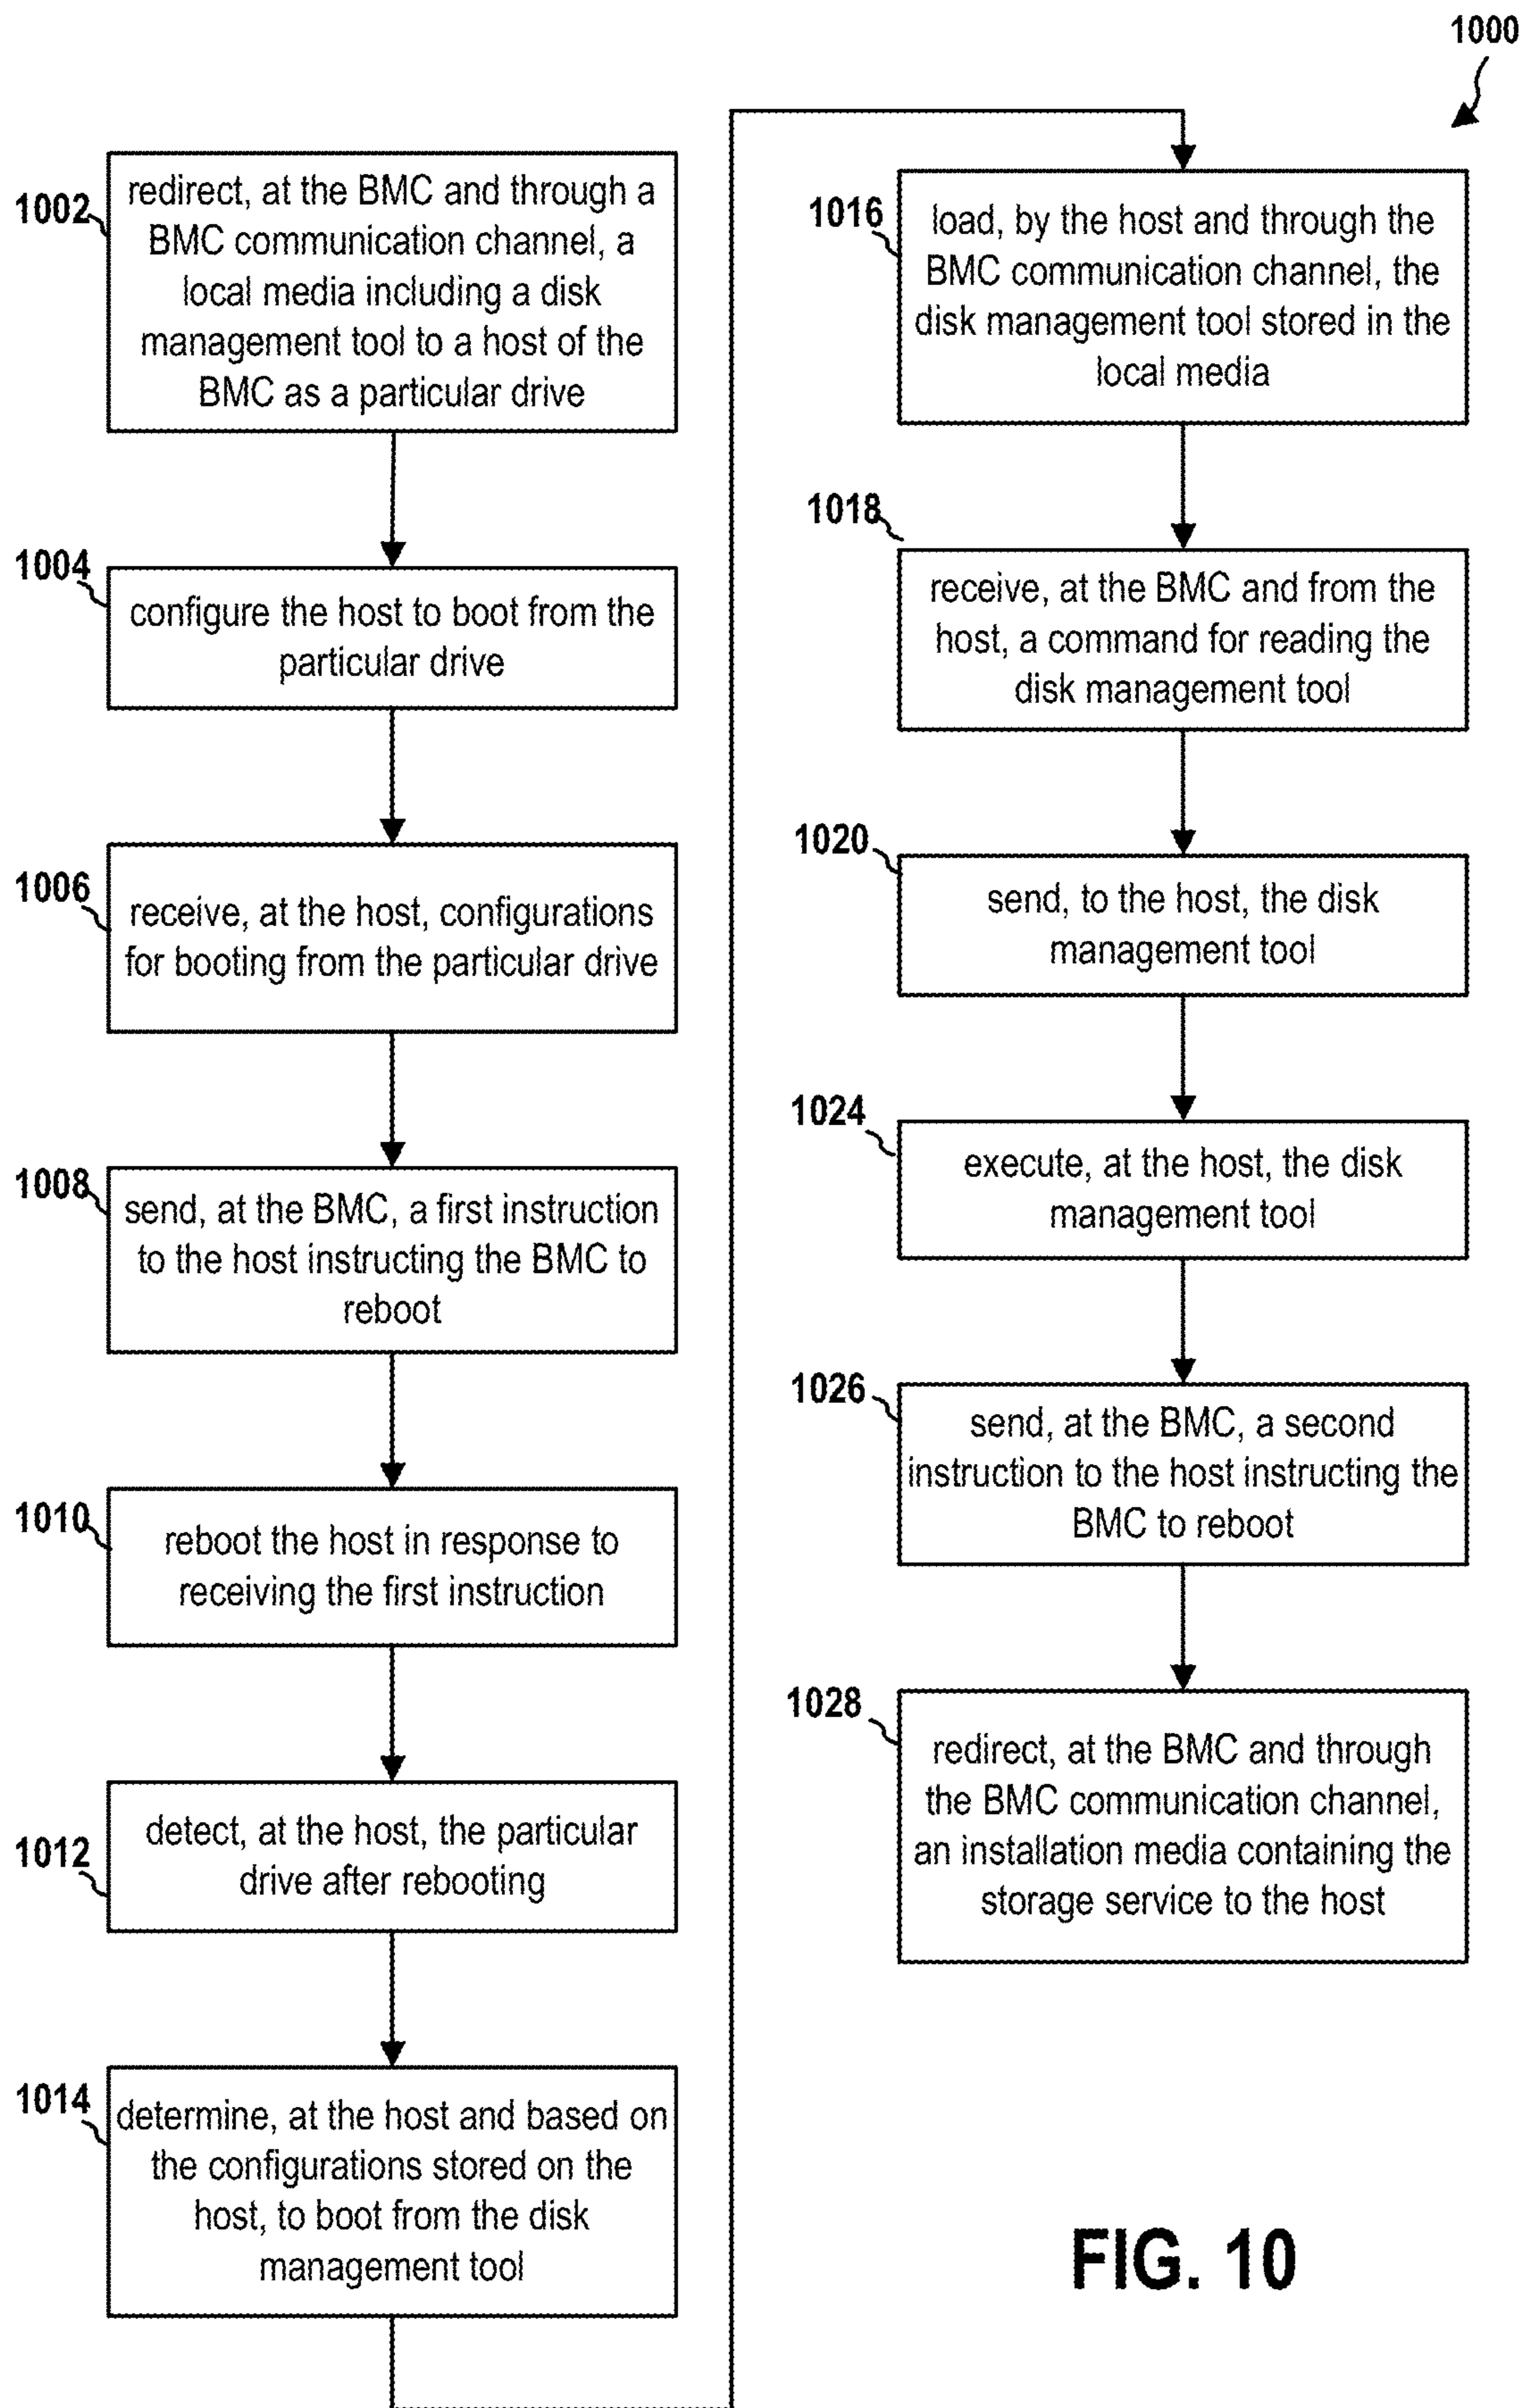 1000
1002
redirect, at the BMC and through a
BMC communication channel, a
local media including a disk
management tool to a host of the
BMC as a particular drive
1004
configure the host to boot from the
particular drive
1006
receive, at the host, configurations
for booting from the particular drive
1008
send, at the BMC, a first instruction
to the host instructing the BMC to
reboot
1010
reboot the host in response to
receiving the first instruction
1012
detect, at the host, the particular
drive after rebooting
1014
determine, at the host and based on
the configurations stored on the
host, to boot from the disk
management tool
1016
load, by the host and through the
BMC communication channel, the
disk management tool stored in the
local media
1018
receive, at the BMC and from the
host, a command for reading the
disk management tool
1020
send, to the host, the disk
management tool
1024
execute, at the host, the disk
management tool
1026
send, at the BMC, a second
instruction to the host instructing the
BMC to reboot
1028
redirect, at the BMC and through
the BMC communication channel,
an installation media containing the
storage service to the host
FIG. 10